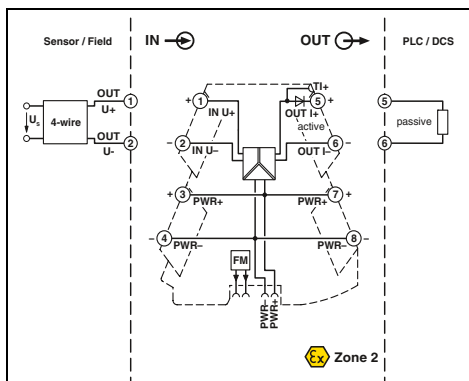 Sensor / Field
IN
OUT
PLC / DCS
OUT
U+
1
1
+
IN U+
TI+
5
+
OUT I+
5
Us
4-wire
active
passive
OUT
U-
2
–
2
IN U–
6
–
OUT I–
6
+
3
PWR+
7
+
PWR+
–
4
PWR–
8
–
PWR–
FM
PWR–
PWR+
Ex
Zone 2